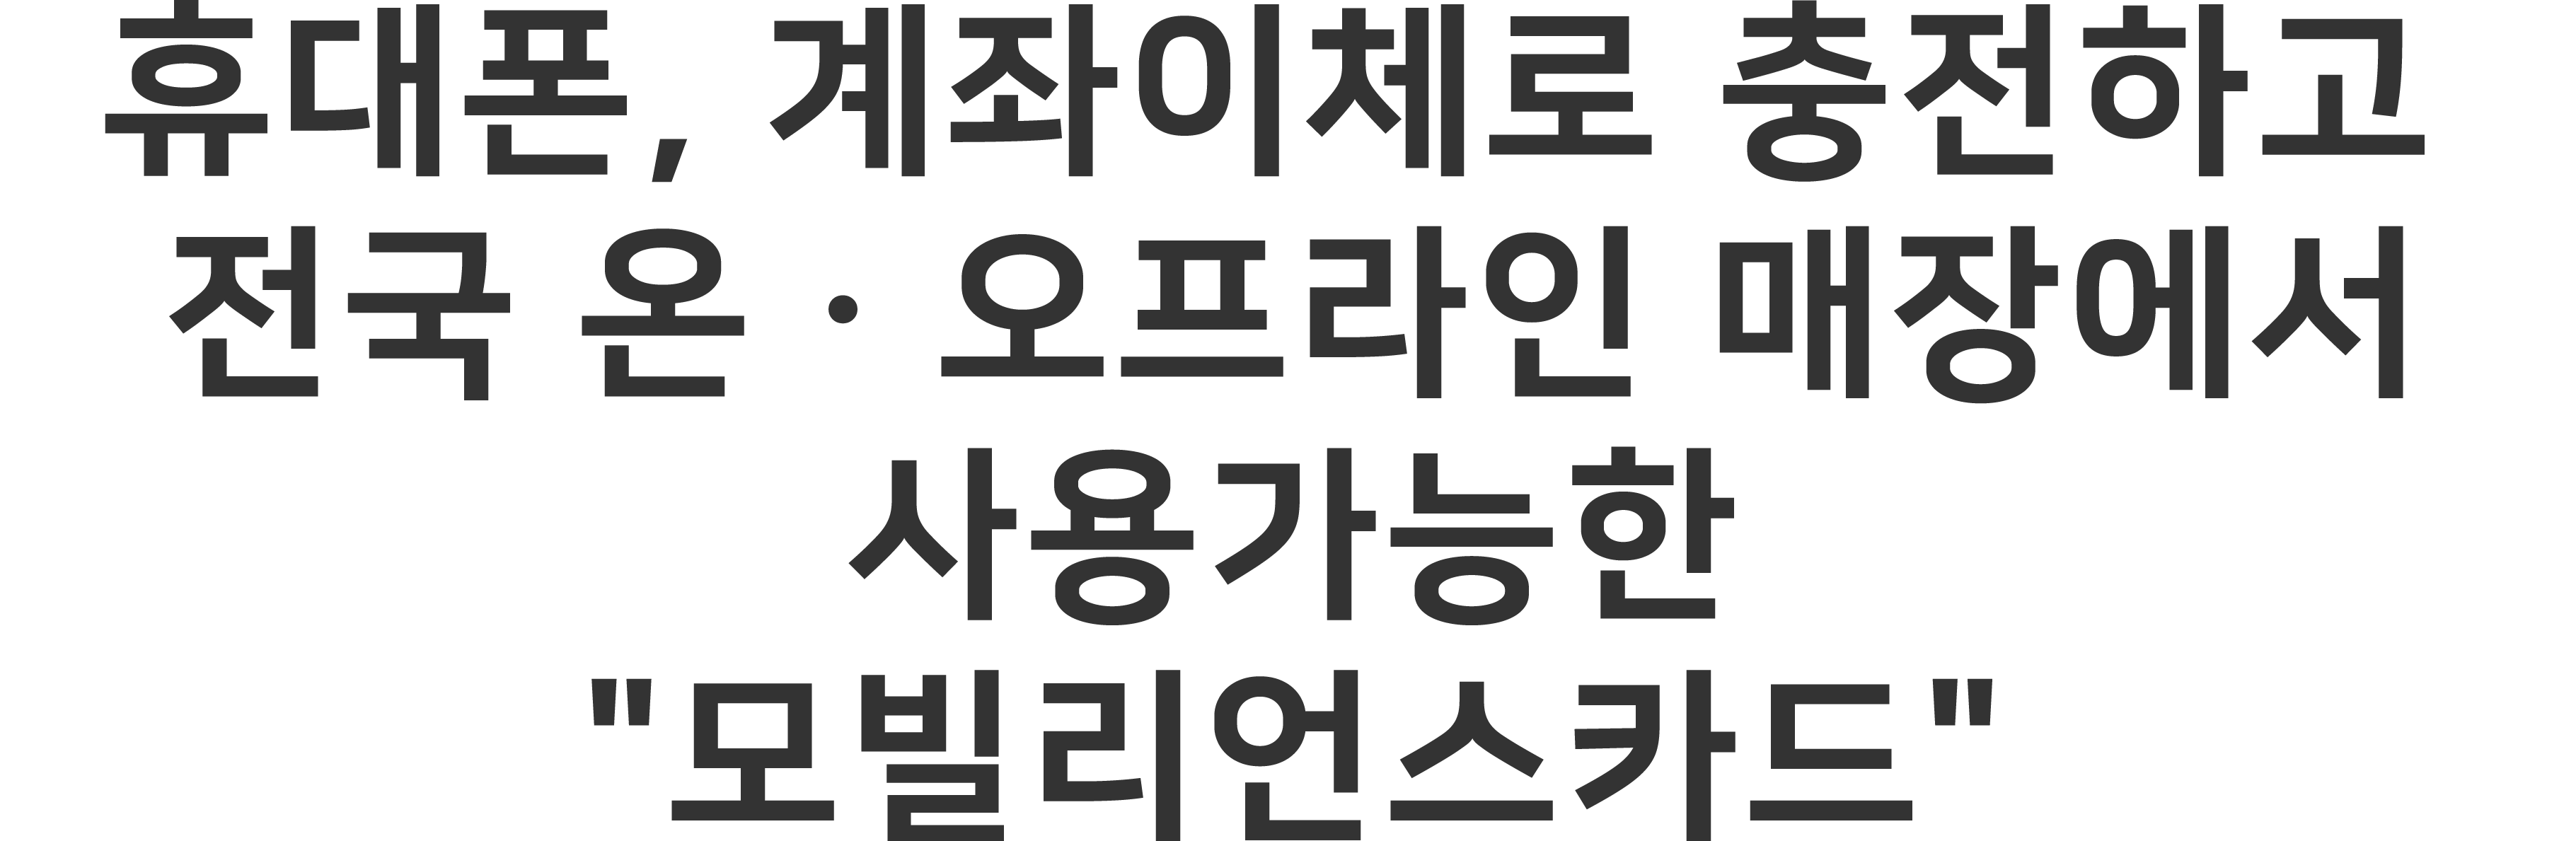 휴대폰, 계좌이체로 충전하고
전국 온 · 오프라인 매장에서
사용가능한
"모빌리언스카드"